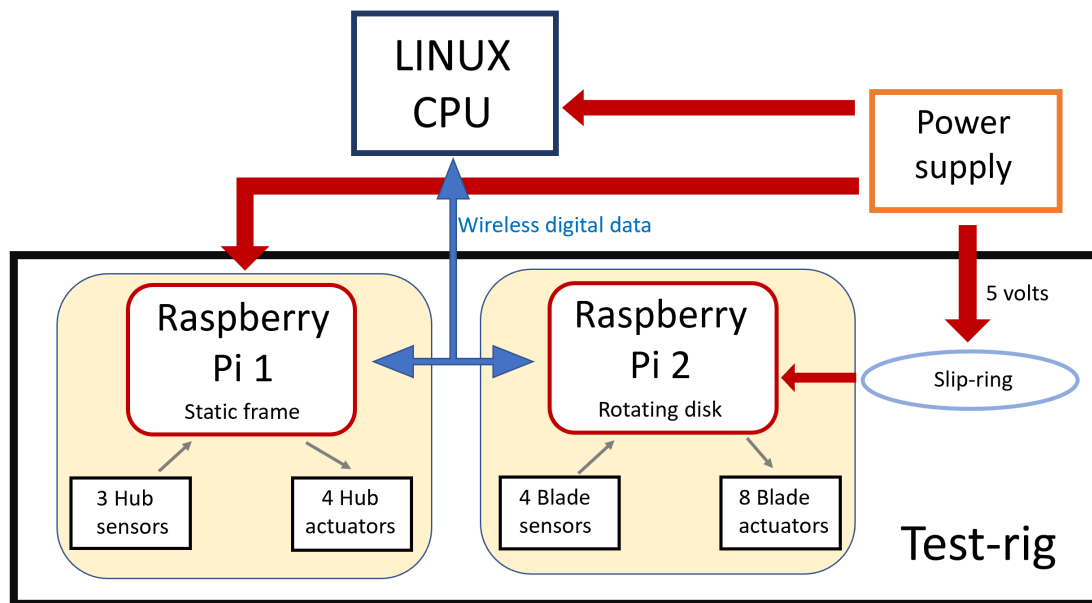 LINUX
CPU
Power
supply
Wireless digital data
5 volts
Raspberry
Pi 1
Static frame
Raspberry
Pi 2
Rotating disk
Slip-ring
3 Hub
sensors
4 Hub
actuators
4 Blade
sensors
8 Blade
actuators
Test-rig